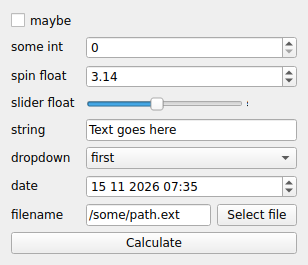 maybe
some int 0
spin float 3.14
slider float
string Text goes here
dropdown first
date 15 11 2026 07:35
filename /some/path.ext Select file
Calculate